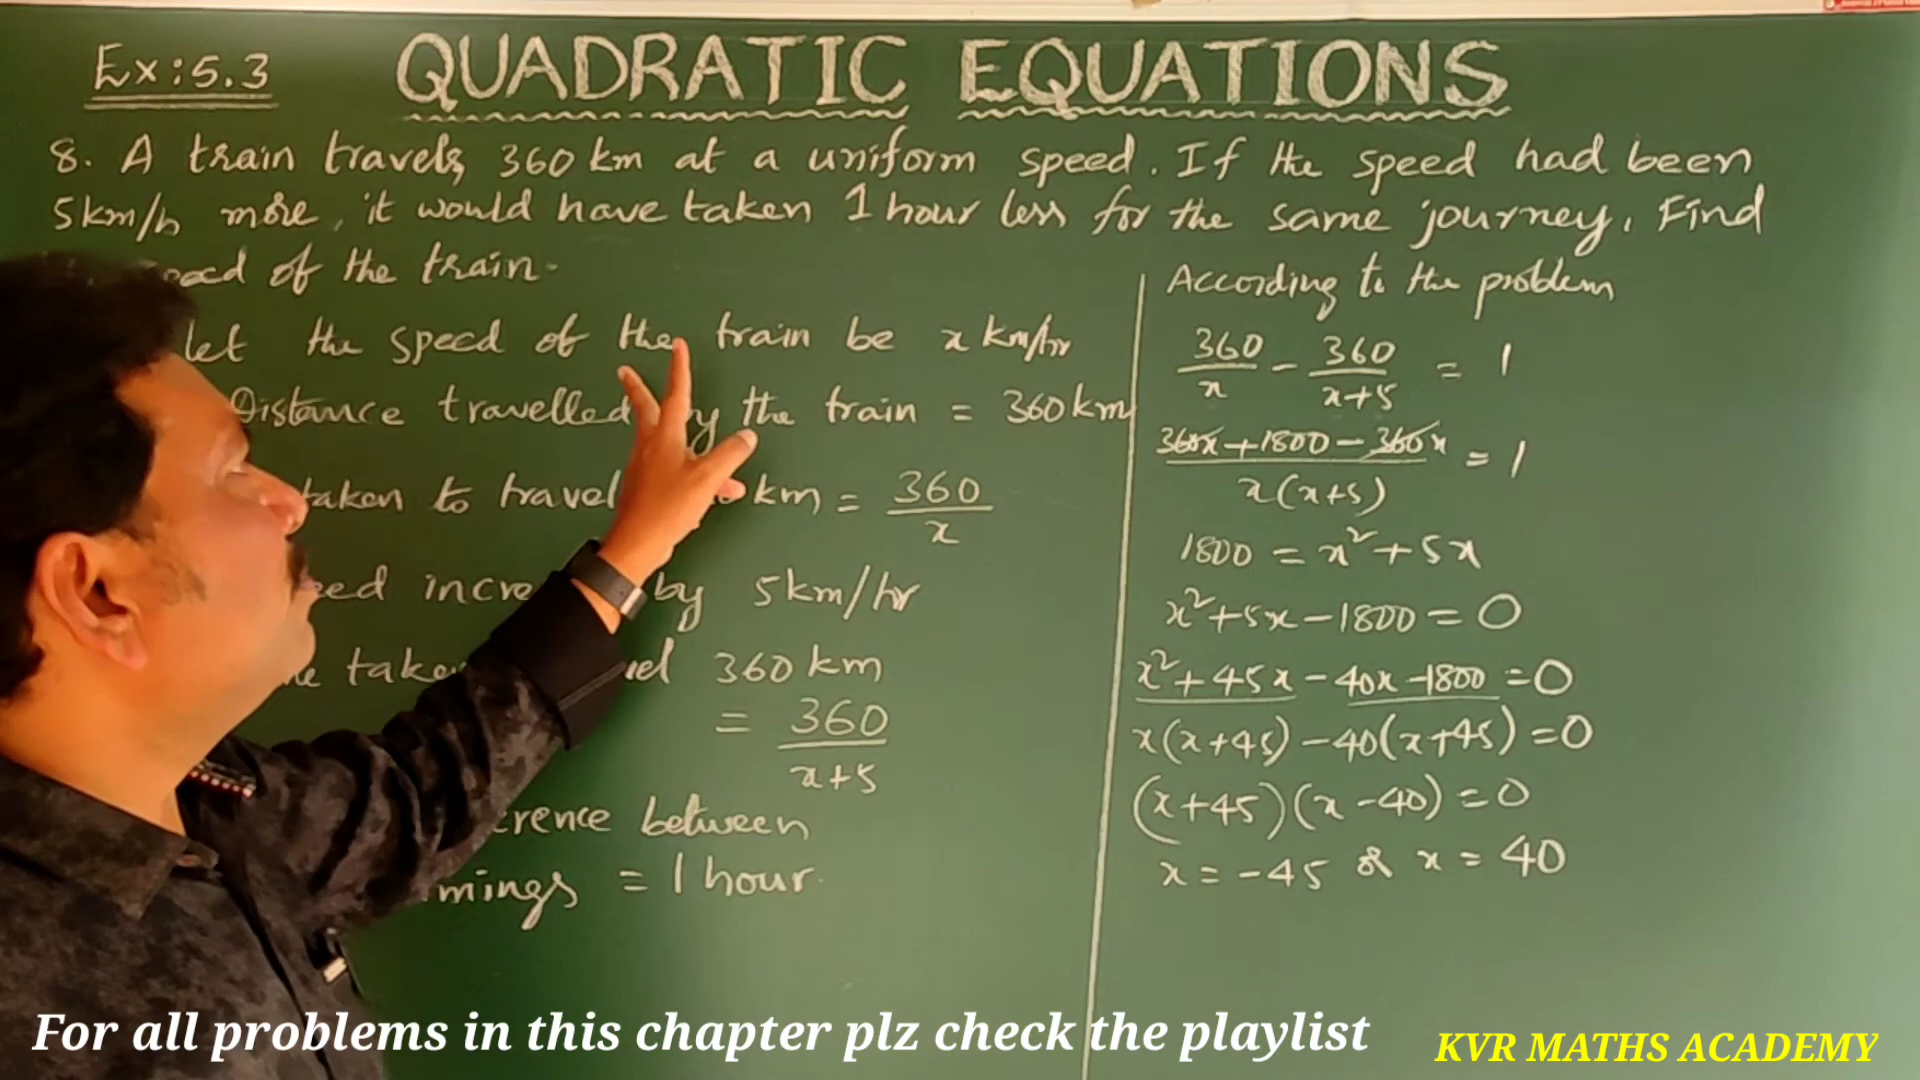 Ex:5.3
QUADRATIC EQUATIONS
8. A train travels 360 km at a uniform speed. If the speed had been
5km/h more, it would have taken 1 hour less for the same journey. Find
of the train.
let the speed of the train be x km/hr
Distance travelled by the train = 360km
taken to travel km = 360/x
by 5km/hr
360 km
= 360/x+5
between
= 1 hour.
According to the problem
360/x - 360/x+5 = 1
360x+1800-360x/x(x+5) = 1
1800 = x²+5x
x²+5x-1800=0
x²+45x-40x-1800=0
x(x+45)-40(x+45)=0
(x+45)(x-40)=0
x=-45 & x=40
For all problems in this chapter plz check the playlist
KVR MATHS ACADEMY